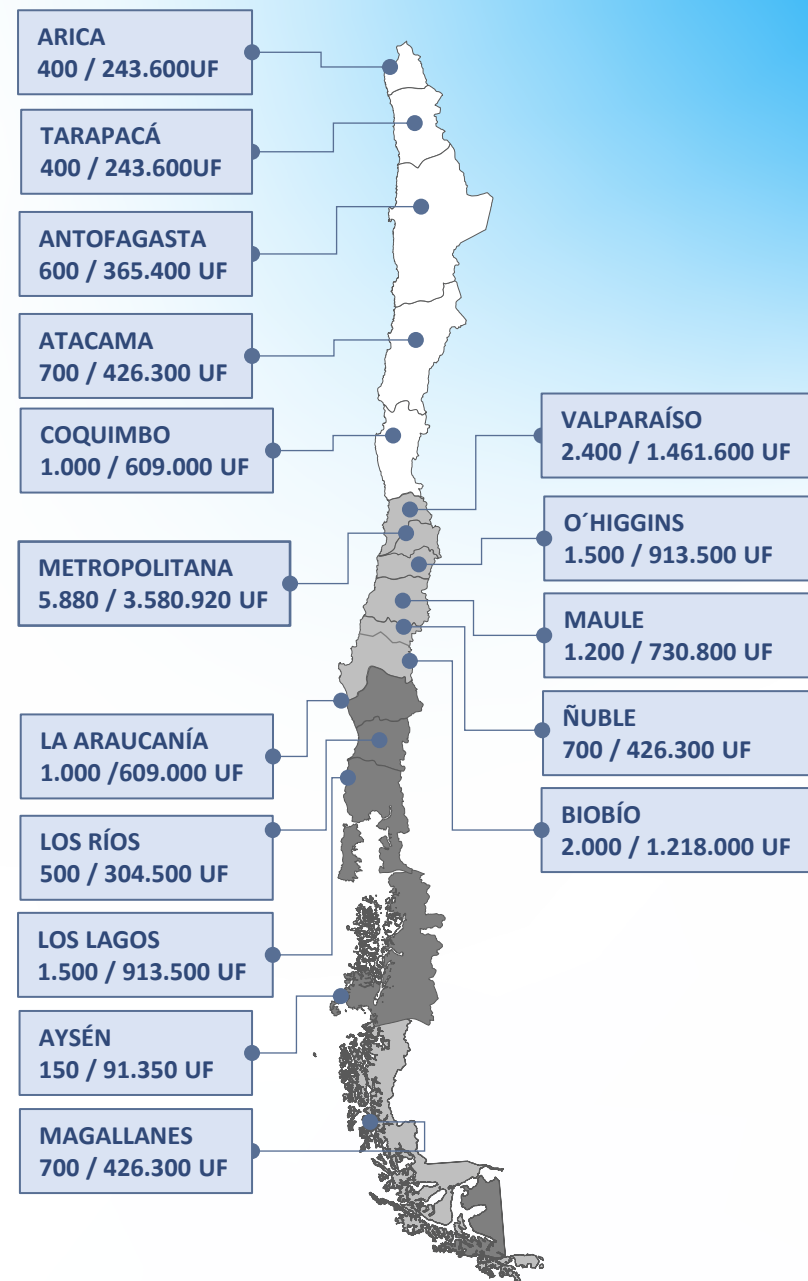 ARICA
400 / 243.600UF
TARAPACÁ
400 / 243.600UF
ANTOFAGASTA
600 / 365.400 UF
ATACAMA
700 / 426.300 UF
COQUIMBO
1.000 / 609.000 UF
METROPOLITANA
5.880 / 3.580.920 UF
LA ARAUCANÍA
1.000 /609.000 UF
LOS RÍOS
500 / 304.500 UF
LOS LAGOS
1.500 / 913.500 UF
AYSÉN
150 / 91.350 UF
MAGALLANES
700 / 426.300 UF
VALPARAÍSO
2.400 / 1.461.600 UF
O´HIGGINS
1.500 / 913.500 UF
MAULE
1.200 / 730.800 UF
ÑUBLE
700 / 426.300 UF
BIOBÍO
2.000 / 1.218.000 UF